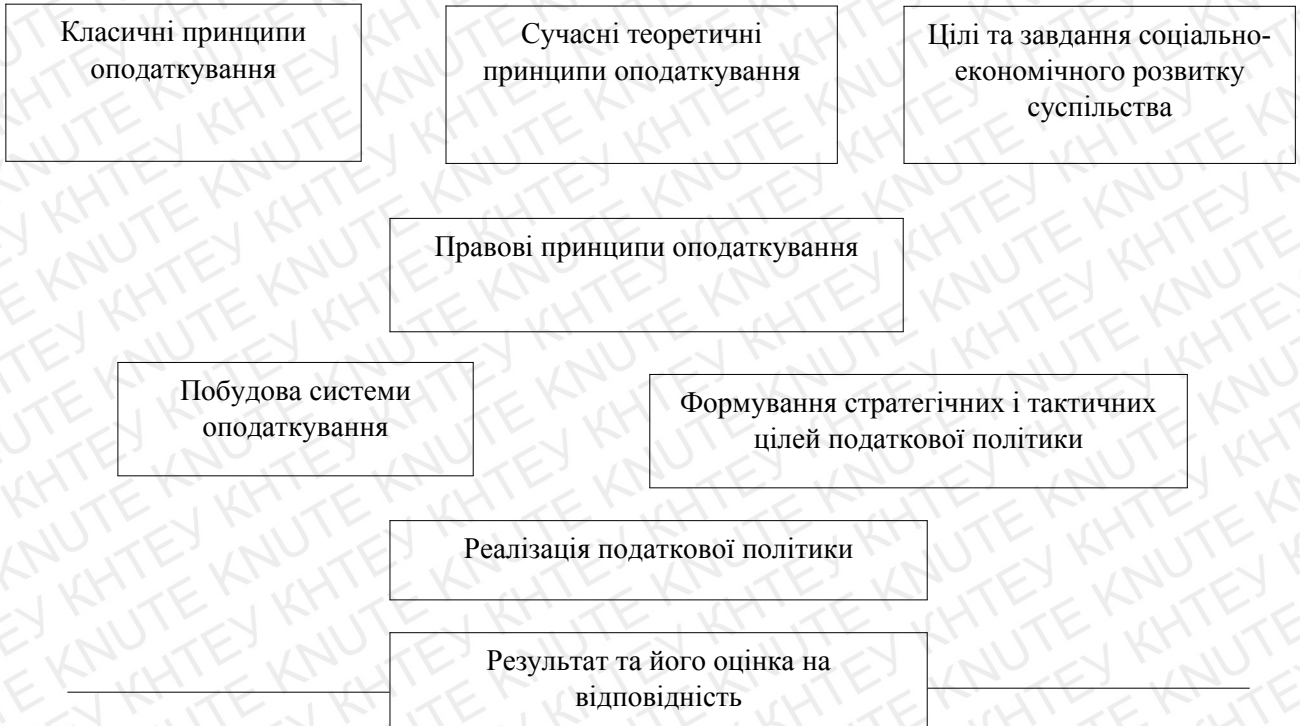 Класичні принципи
оподаткування
Сучасні теоретичні
принципи оподаткування
Цілі та завдання соціально-
економічного розвитку
суспільства
Правові принципи оподаткування
Побудова системи
оподаткування
Формування стратегічних і тактичних
цілей податкової політики
Реалізація податкової політики
Результат та його оцінка на
відповідність